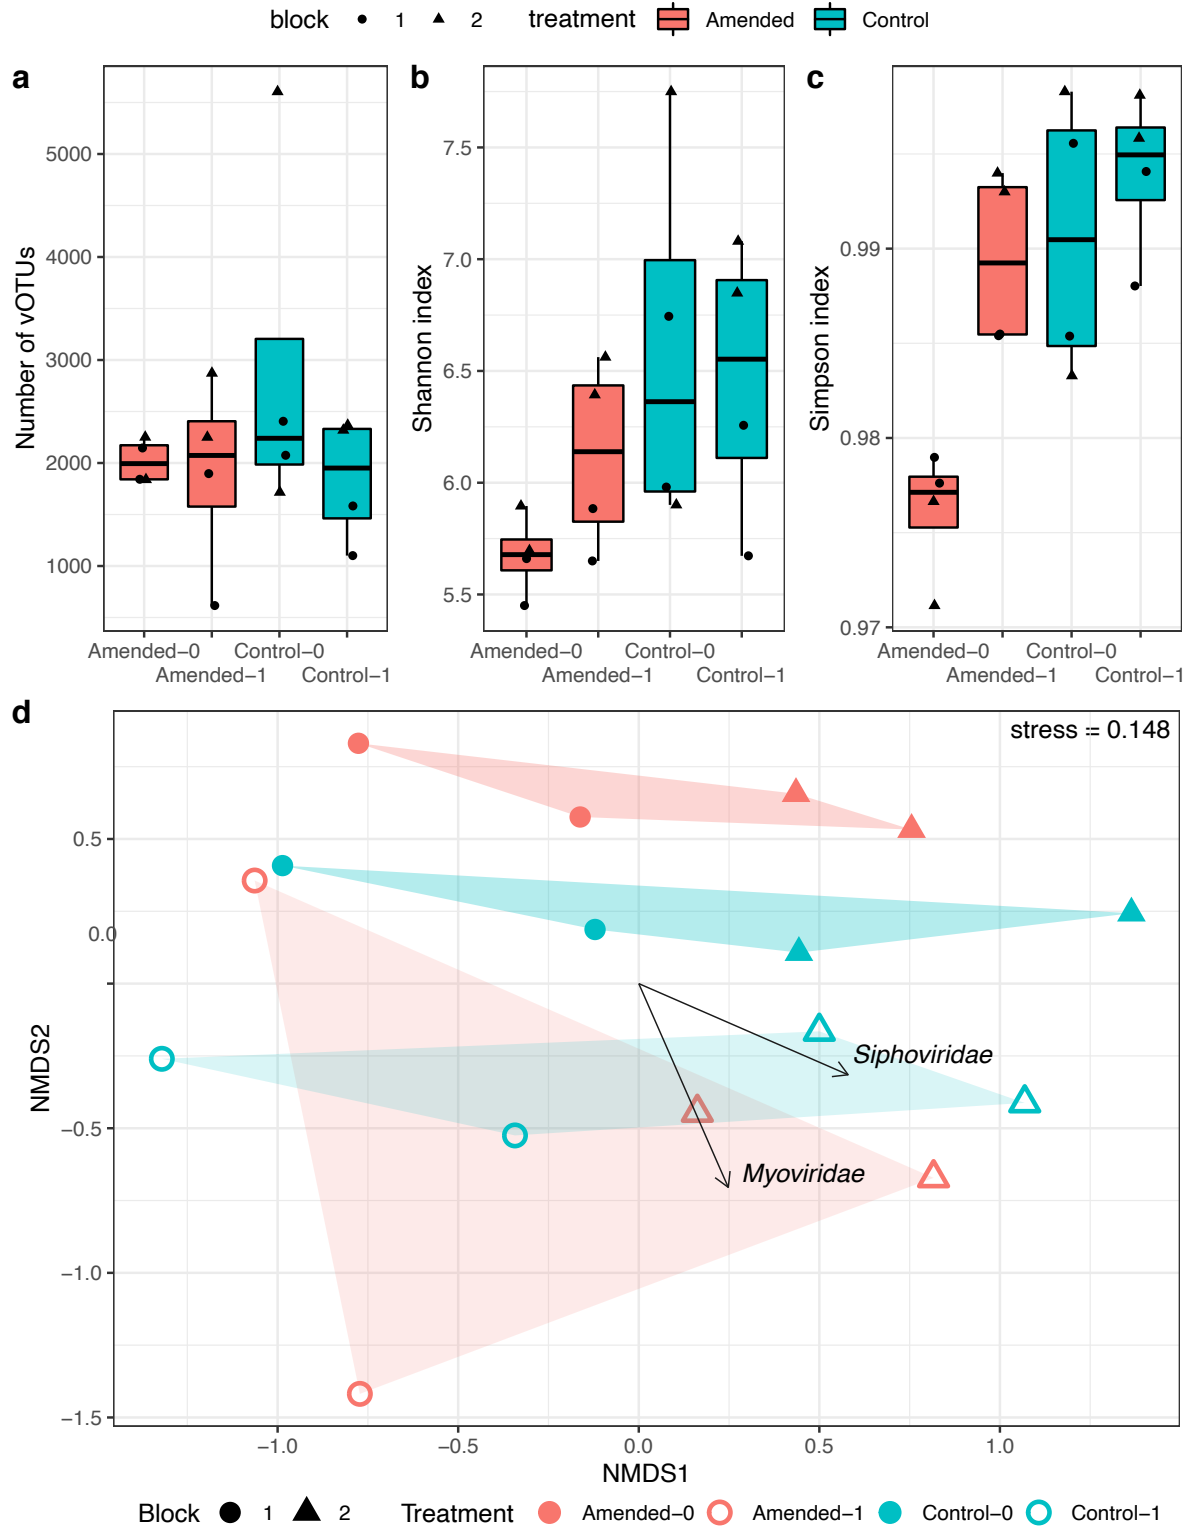 block 1 2 treatment Amended Control
a
Number of vOTUs
5000
4000
3000
2000
1000
Amended−0 Control−0
Amended−1 Control−1
b
Shannon index
7.5
7.0
6.5
6.0
5.5
Amended−0 Control−0
Amended−1 Control−1
c
Simpson index
0.99
0.98
0.97
Amended−0 Control−0
Amended−1 Control−1
d
stress = 0.148
NMDS2
0.5
0.0
−0.5
−1.0
−1.5
Siphoviridae
Myoviridae
−1.0 −0.5 0.0 0.5 1.0
NMDS1
Block 1 2 Treatment Amended−0 Amended−1 Control−0 Control−1